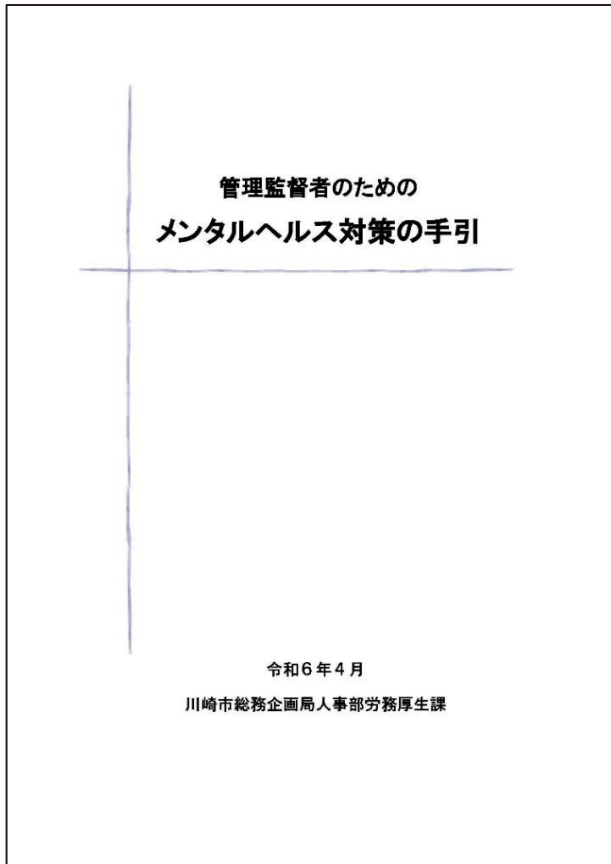 管理監督者のための
メンタルヘルス対策の手引
令和６年４月
川崎市総務企画局人事部労務厚生課